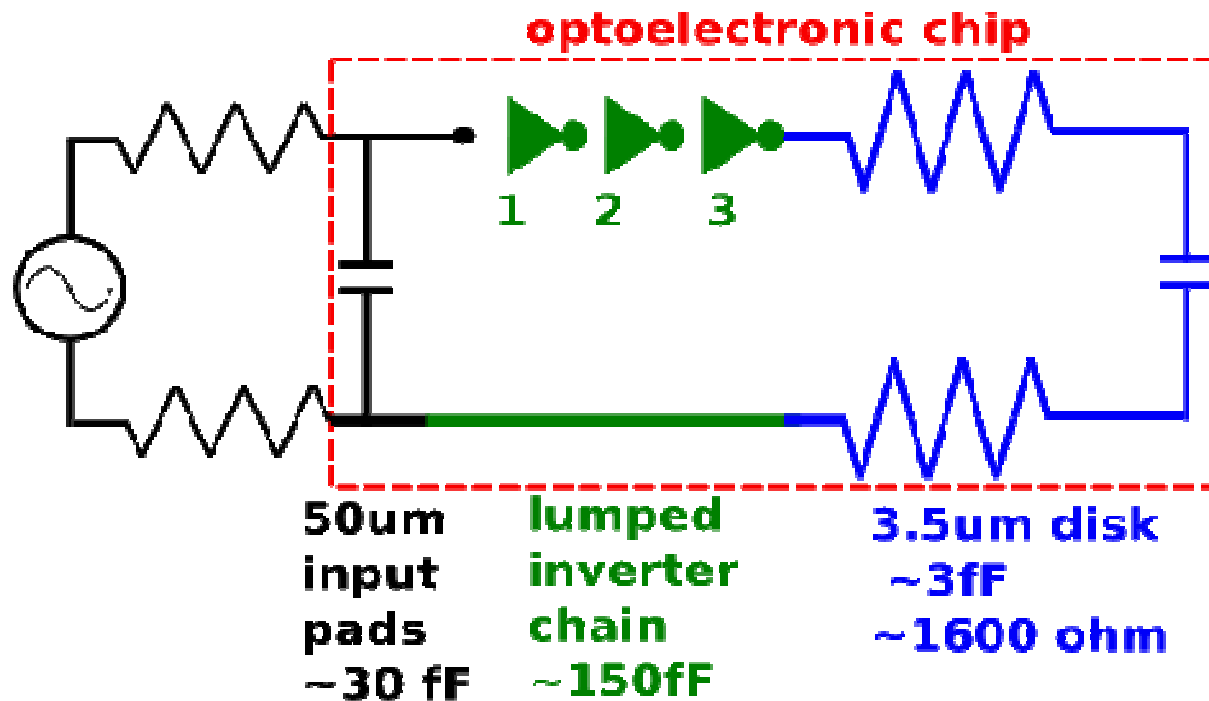 optoelectronic chip
1 2 3
50um
input
pads
~30 fF
lumped
inverter
chain
~150fF
3.5um disk
~3fF
~1600 ohm